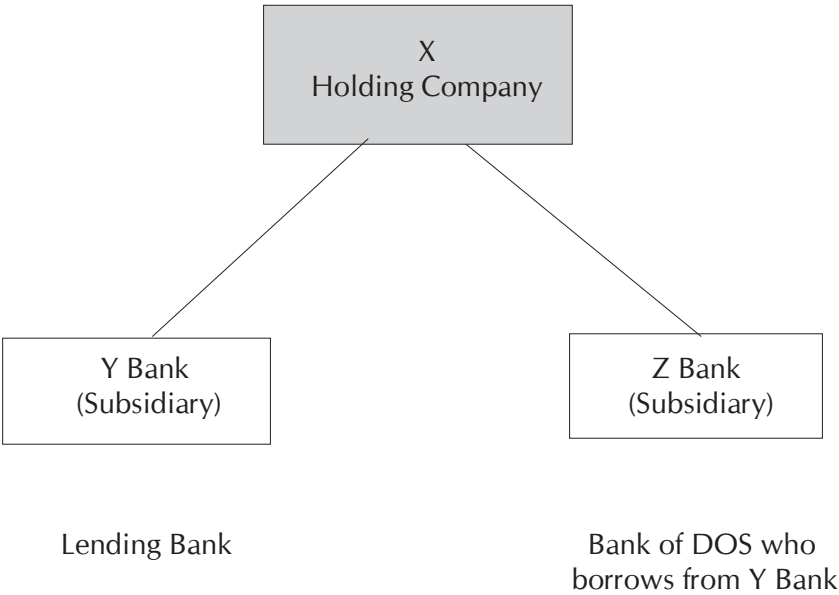 X
Holding Company
Y Bank
(Subsidiary)
Z Bank
(Subsidiary)
Lending Bank
Bank of DOS who
borrows from Y Bank